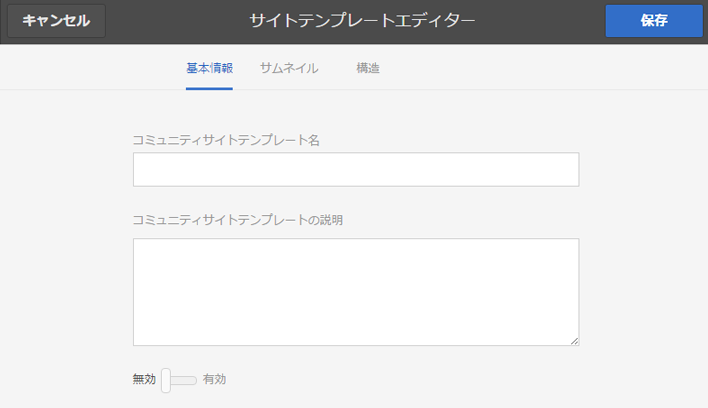 キャンセル サイトテンプレートエディター 保存
基本情報 サムネイル 構造
コミュニティサイトテンプレート名
コミュニティサイトテンプレートの説明
無効 有効